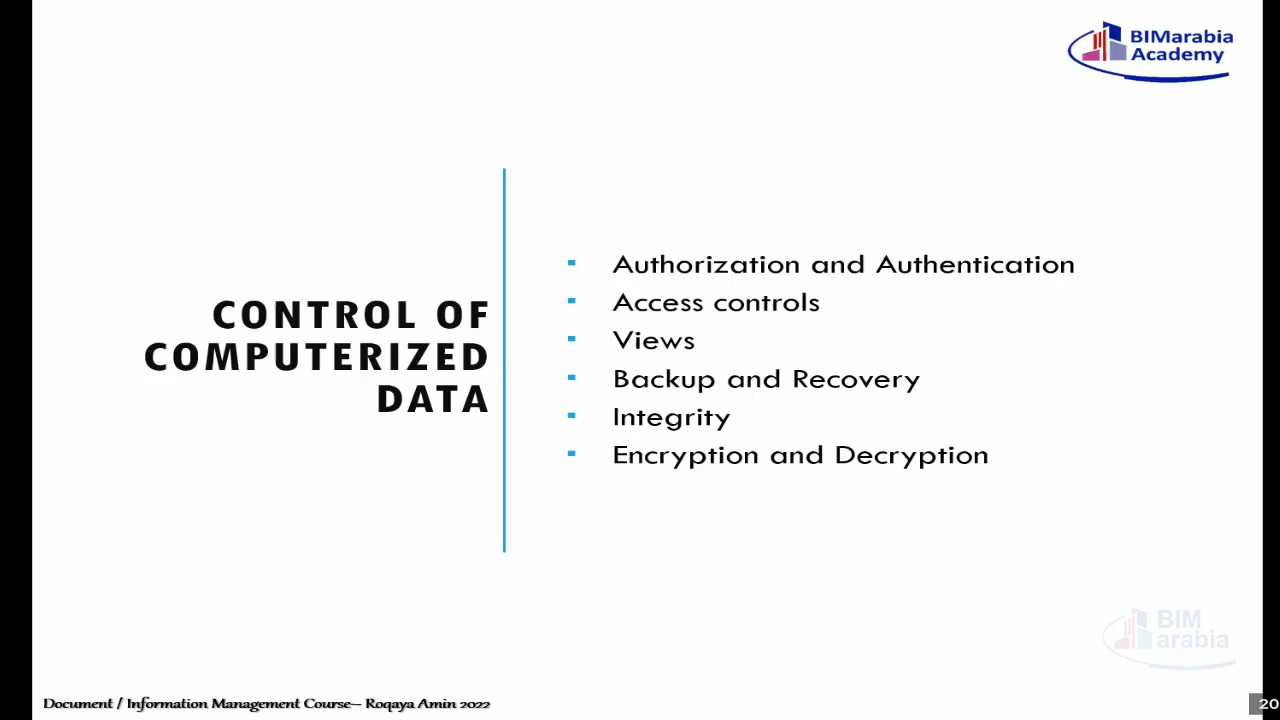 BIMarabia
Academy
CONTROL OF
COMPUTERIZED
DATA
Authorization and Authentication
Access controls
Views
Backup and Recovery
Integrity
Encryption and Decryption
BIM
arabia
Document / Information Management Course-- Roqaya Amin 2022
20